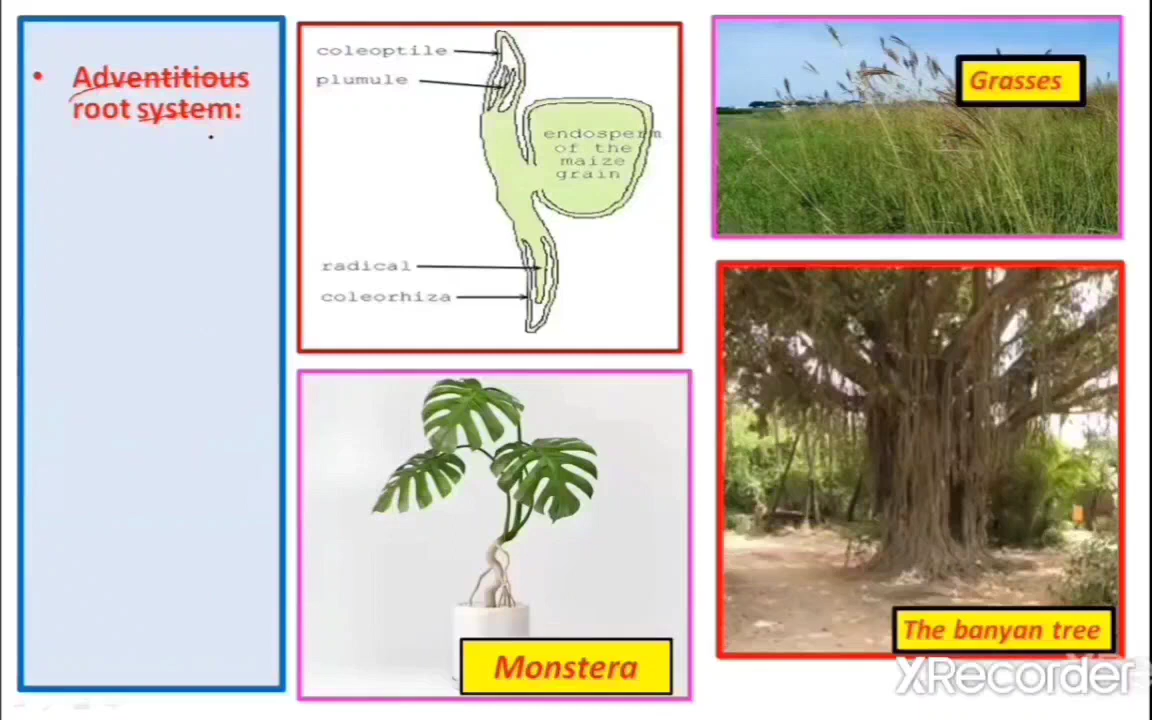 • Adventitious
root system:
coleoptile
plumule
endosperm
of the
maize
grain
radical
coleorhiza
Grasses
Monstera
The banyan tree
XRecorder